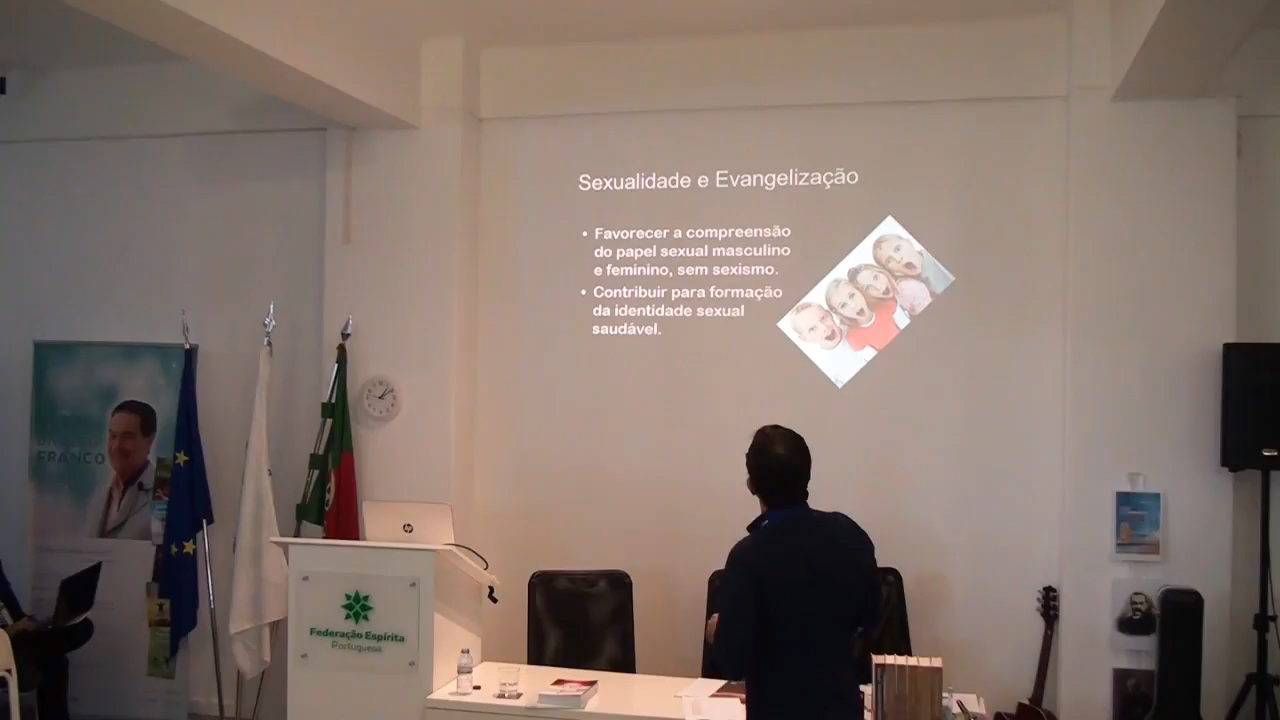 Sexualidade e Evangelização
• Favorecer a compreensão
do papel sexual masculino
e feminino, sem sexismo.
• Contribuir para formação
da identidade sexual
saudável.
FRANCO
hp
Federação Espírita
Portuguesa